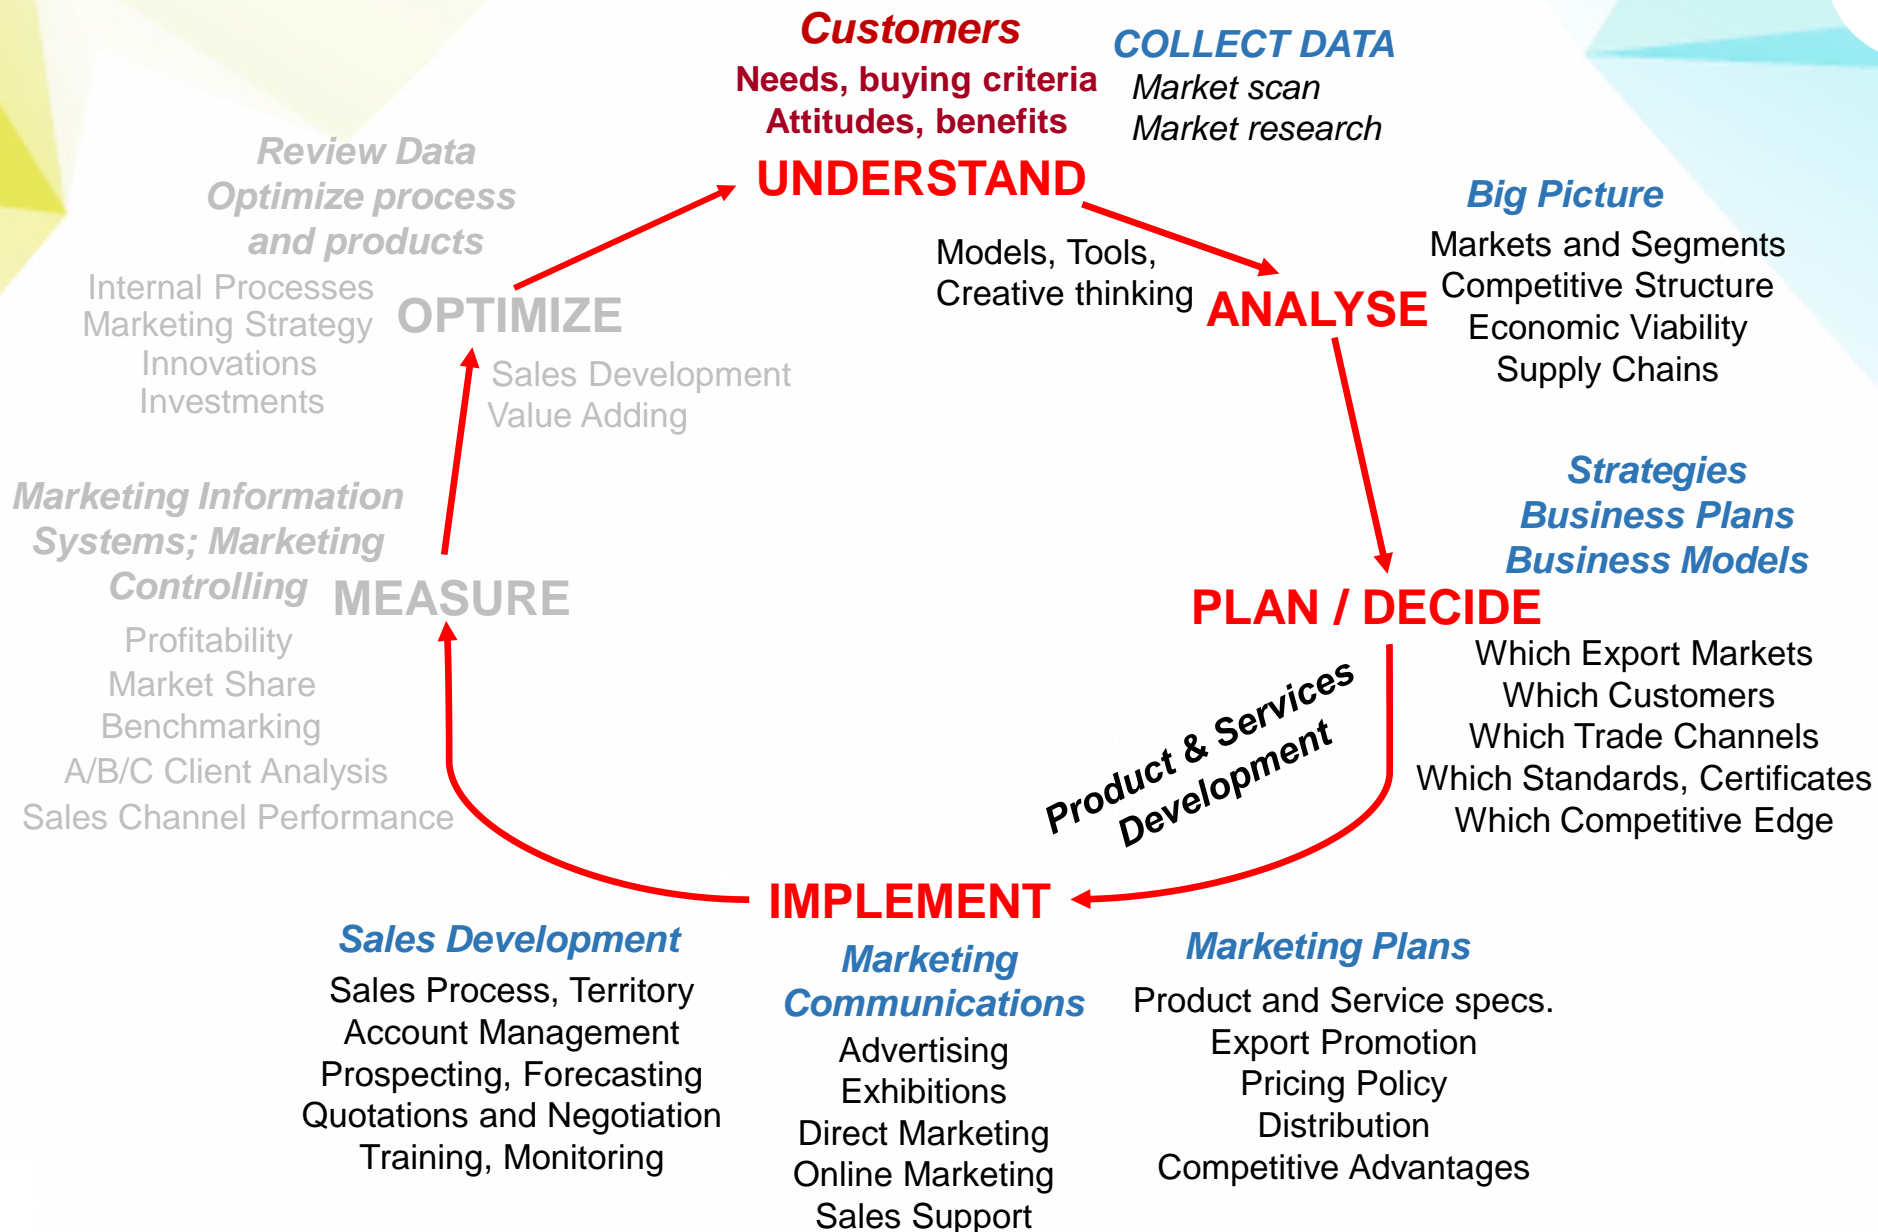 Customers
Needs, buying criteria
Attitudes, benefits
UNDERSTAND
COLLECT DATA
Market scan
Market research
Models, Tools,
Creative thinking
ANALYSE
Big Picture
Markets and Segments
Competitive Structure
Economic Viability
Supply Chains
Strategies
Business Plans
Business Models
PLAN / DECIDE
Which Export Markets
Which Customers
Which Trade Channels
Which Standards, Certificates
Which Competitive Edge
Product & Services
Development
IMPLEMENT
Marketing Plans
Product and Service specs.
Export Promotion
Pricing Policy
Distribution
Competitive Advantages
Marketing
Communications
Advertising
Exhibitions
Direct Marketing
Online Marketing
Sales Support
Sales Development
Sales Process, Territory
Account Management
Prospecting, Forecasting
Quotations and Negotiation
Training, Monitoring
Marketing Information
Systems; Marketing
Controlling
MEASURE
Profitability
Market Share
Benchmarking
A/B/C Client Analysis
Sales Channel Performance
Review Data
Optimize process
and products
OPTIMIZE
Internal Processes
Marketing Strategy
Innovations
Investments
Sales Development
Value Adding